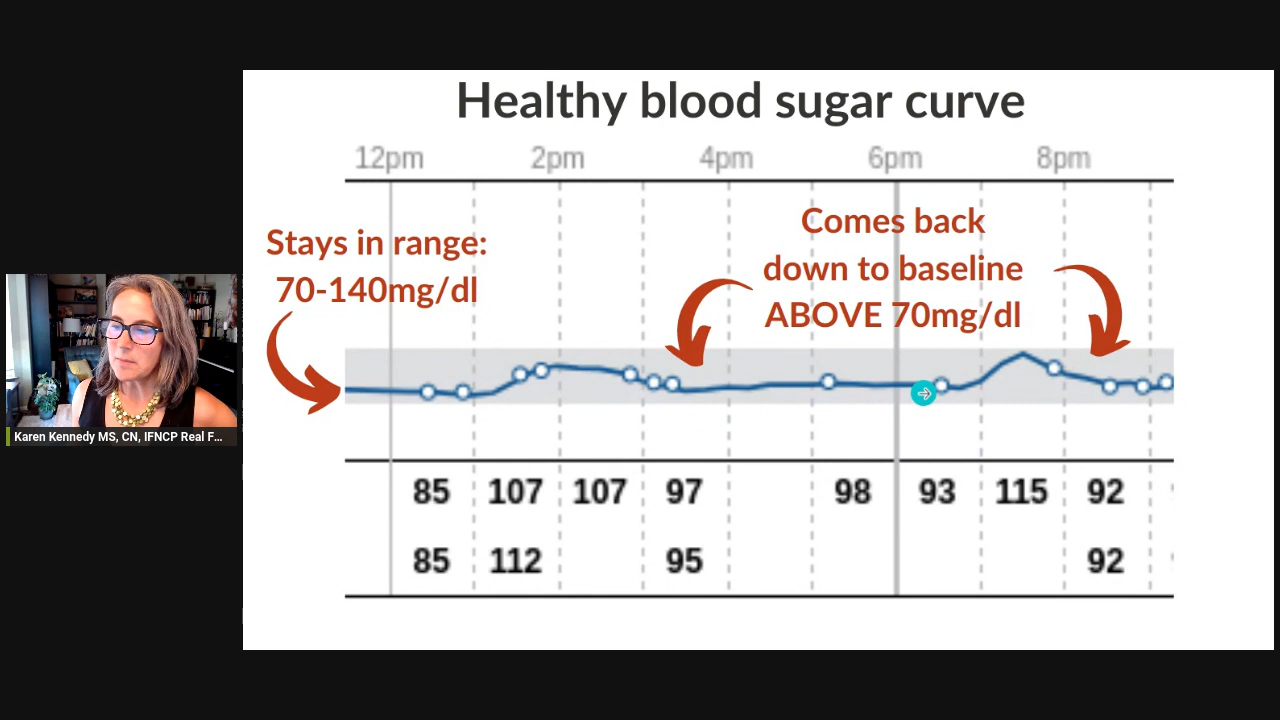 Healthy blood sugar curve
12pm 2pm 4pm 6pm 8pm
Stays in range:
70-140mg/dl
Comes back
down to baseline
ABOVE 70mg/dl
85 107 107 97 98 93 115 92
85 112 95 92
Karen Kennedy MS, CN, IFNCP Real F...